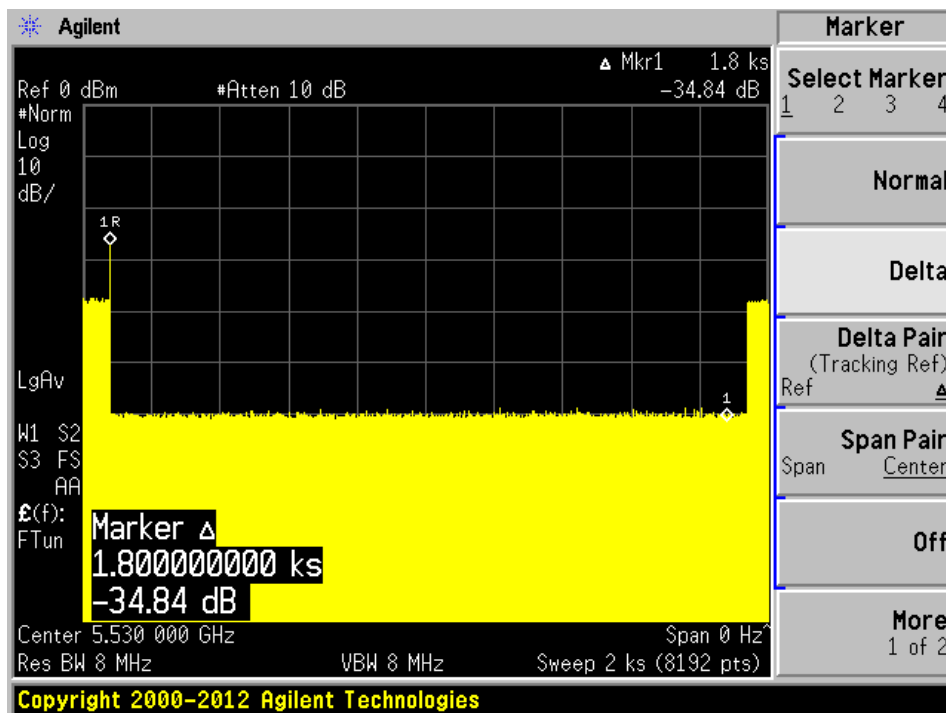 Agilent
Marker
Δ Mkr1 1.8 ks
Ref 0 dBm #Atten 10 dB -34.84 dB
#Norm
Log
10
dB/
1R
LgAv
1
W1 S2
S3 FS
AA
£(f):
FTun
Marker Δ
1.800000000 ks
-34.84 dB
Center 5.530 000 GHz Span 0 Hz^
Res BW 8 MHz VBW 8 MHz Sweep 2 ks (8192 pts)
Copyright 2000-2012 Agilent Technologies
Select Marker
1 2 3 4
Normal
Delta
Delta Pair
(Tracking Ref)
Ref Δ
Span Pair
Span Center
Off
More
1 of 2